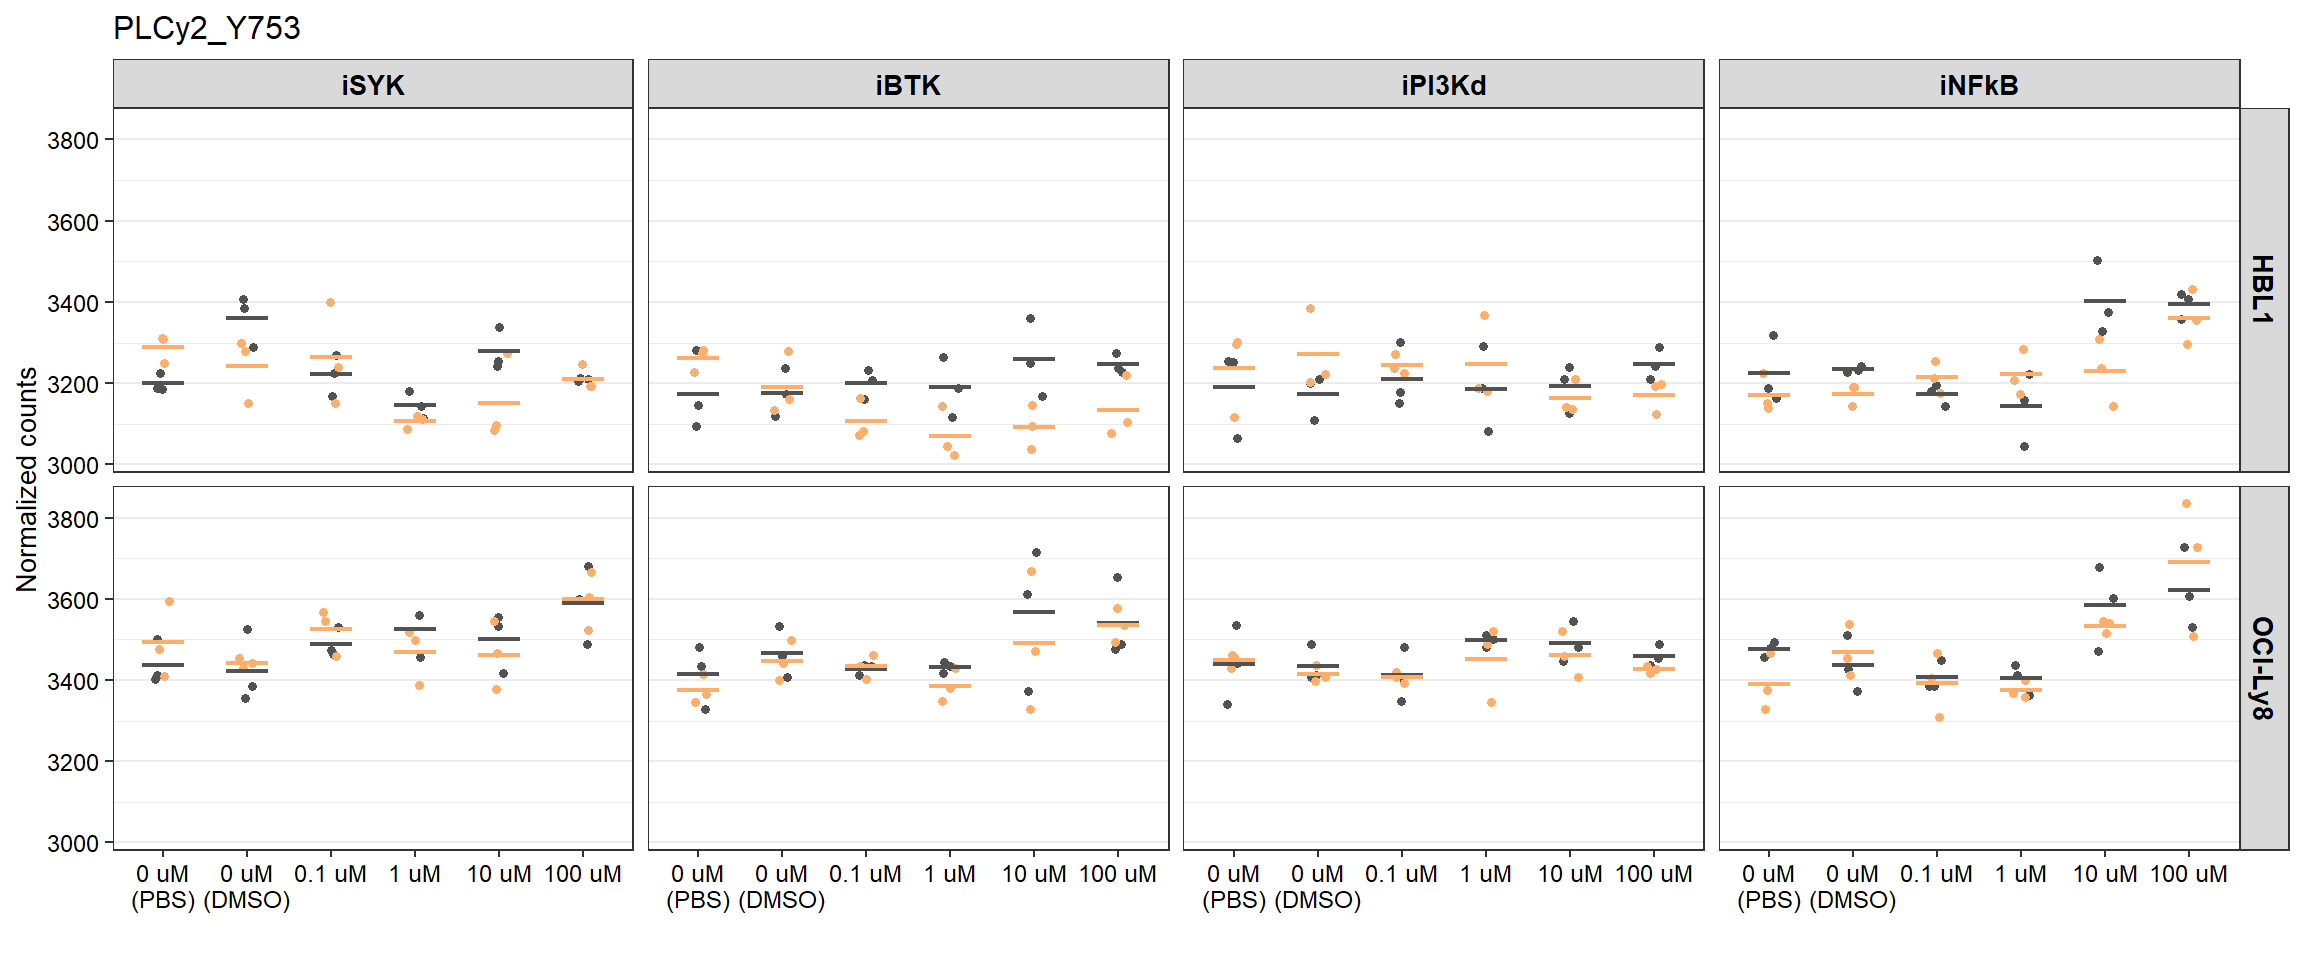 PLCy2_Y753
iSYK iBTK iPI3Kd iNFkB
Normalized counts
3800
3600
3400
3200
3000
HBL1
3800
3600
3400
3200
3000
OCI-Ly8
0 uM 0 uM 0.1 uM 1 uM 10 uM 100 uM 0 uM 0 uM 0.1 uM 1 uM 10 uM 100 uM 0 uM 0 uM 0.1 uM 1 uM 10 uM 100 uM 0 uM 0 uM 0.1 uM 1 uM 10 uM 100 uM
(PBS) (DMSO) (PBS) (DMSO) (PBS) (DMSO) (PBS) (DMSO)